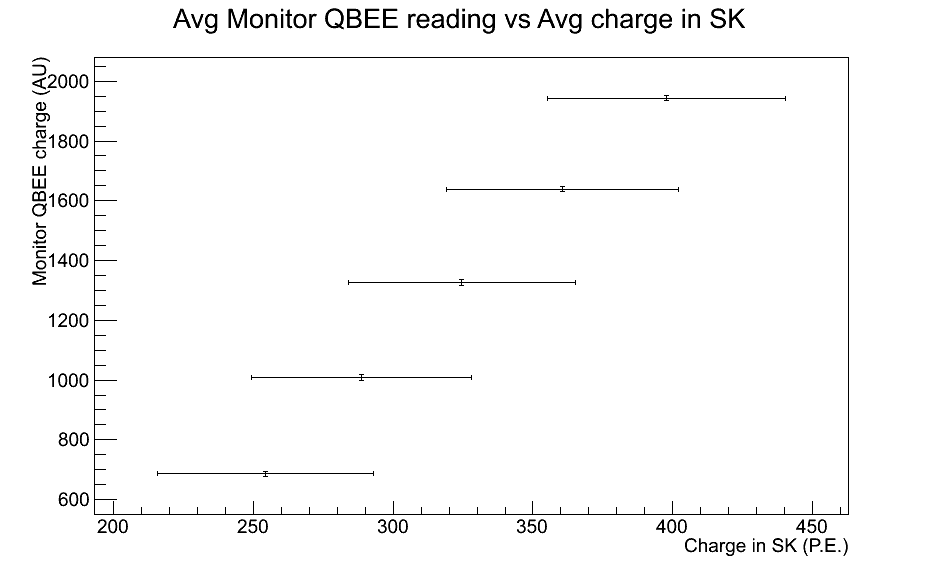 Avg Monitor QBEE reading vs Avg charge in SK
Monitor QBEE charge (AU)
2000
1800
1600
1400
1200
1000
800
600
200 250 300 350 400 450
Charge in SK (P.E.)